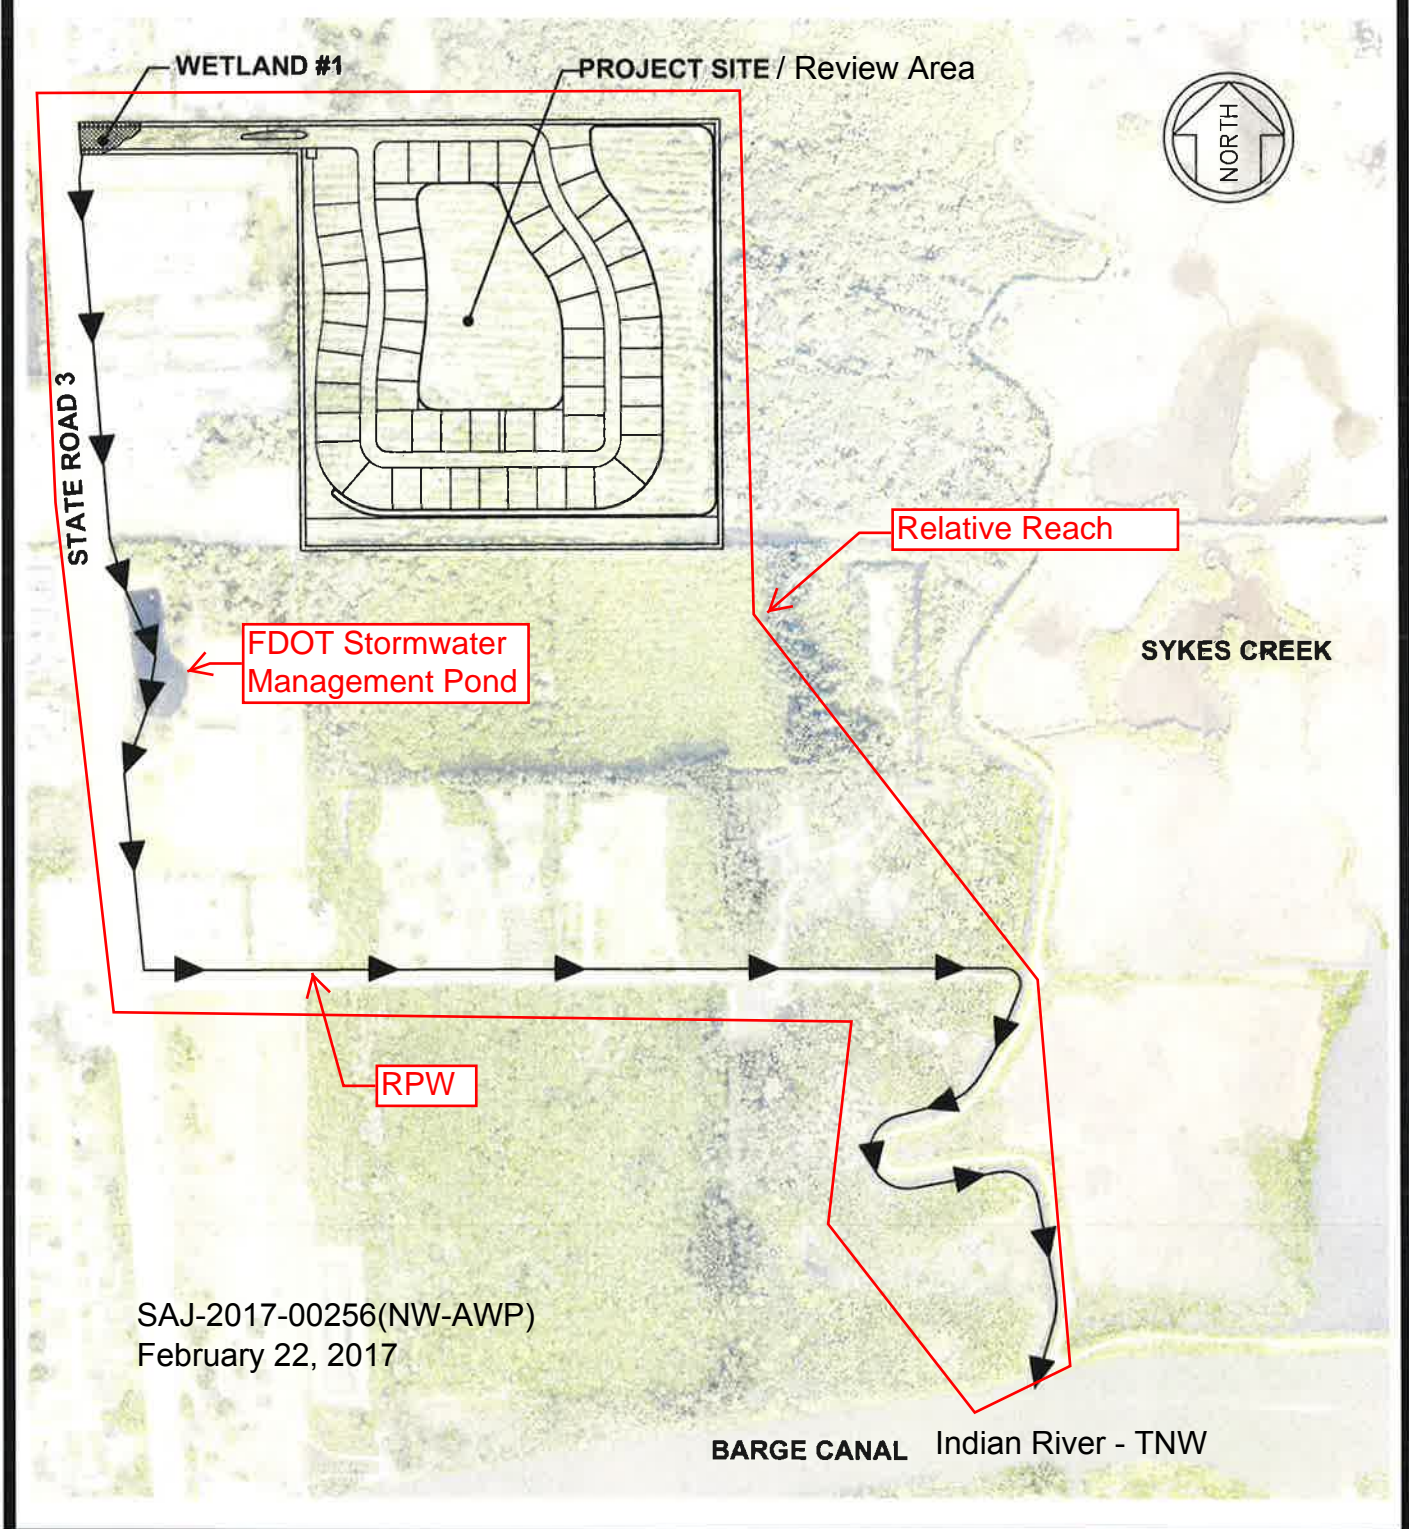 WETLAND #1
PROJECT SITE / Review Area
NORTH
STATE ROAD 3
Relative Reach
FDOT Stormwater
Management Pond
SYKES CREEK
RPW
SAJ-2017-00256(NW-AWP)
February 22, 2017
BARGE CANAL Indian River - TNW